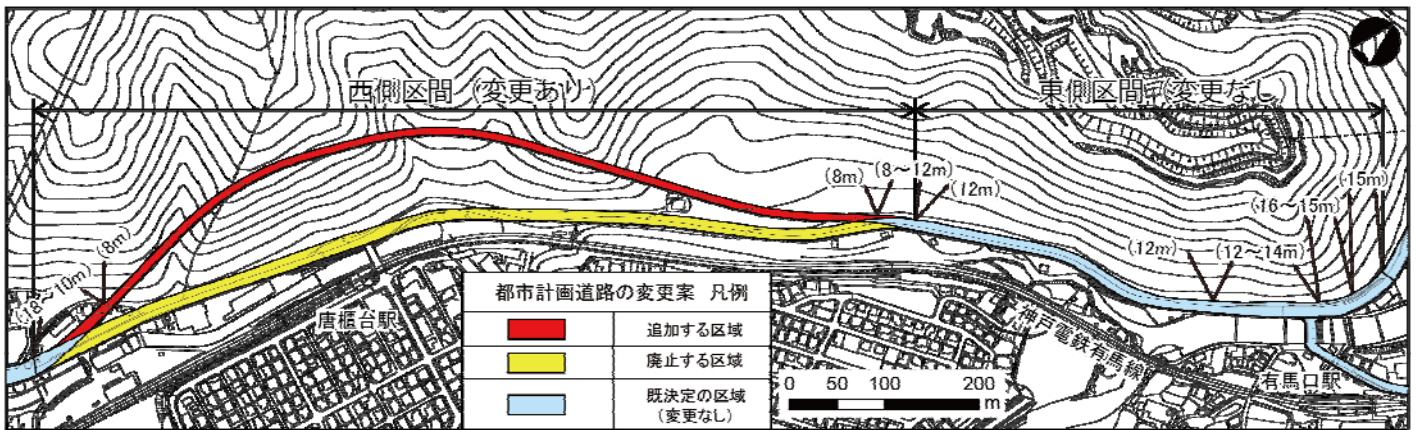 西側区間（変更あり）
東側区間（変更なし）
(8m)
(8～12m)
(12m)
(15m)
(16～15m)
(12m)
(12～14m)
(8m)
(18～10m)
唐櫃台駅
神戸電鉄有馬線
有馬口駅
都市計画道路の変更案　凡例
追加する区域
廃止する区域
既決定の区域
（変更なし）
0 50 100 200
m